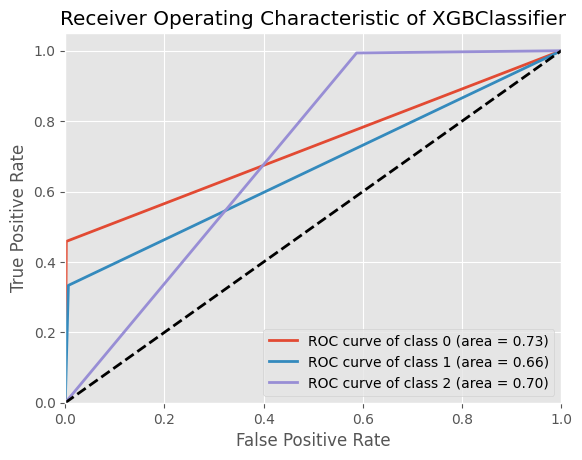 Receiver Operating Characteristic of XGBClassifier
True Positive Rate
1.0
0.8
0.6
0.4
0.2
0.0
ROC curve of class 0 (area = 0.73)
ROC curve of class 1 (area = 0.66)
ROC curve of class 2 (area = 0.70)
0.0 0.2 0.4 0.6 0.8 1.0
False Positive Rate